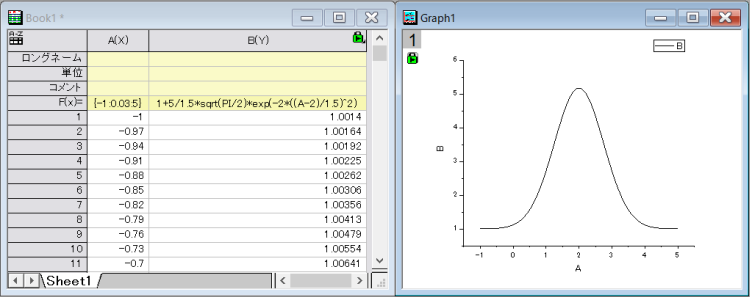 Book1 *
A(X) B(Y)
ロングネーム
単位
コメント
F(x)= {-1:0.03:5} 1+5/1.5*sqrt(PI/2)*exp(-2*((A-2)/1.5)^2)
1 -1 1.0014
2 -0.97 1.00164
3 -0.94 1.00192
4 -0.91 1.00225
5 -0.88 1.00262
6 -0.85 1.00306
7 -0.82 1.00356
8 -0.79 1.00413
9 -0.76 1.00479
10 -0.73 1.00554
11 -0.7 1.00641
Sheet1
Graph1
1
B
6
5
4
3
2
1
B
-1 0 1 2 3 4 5
A